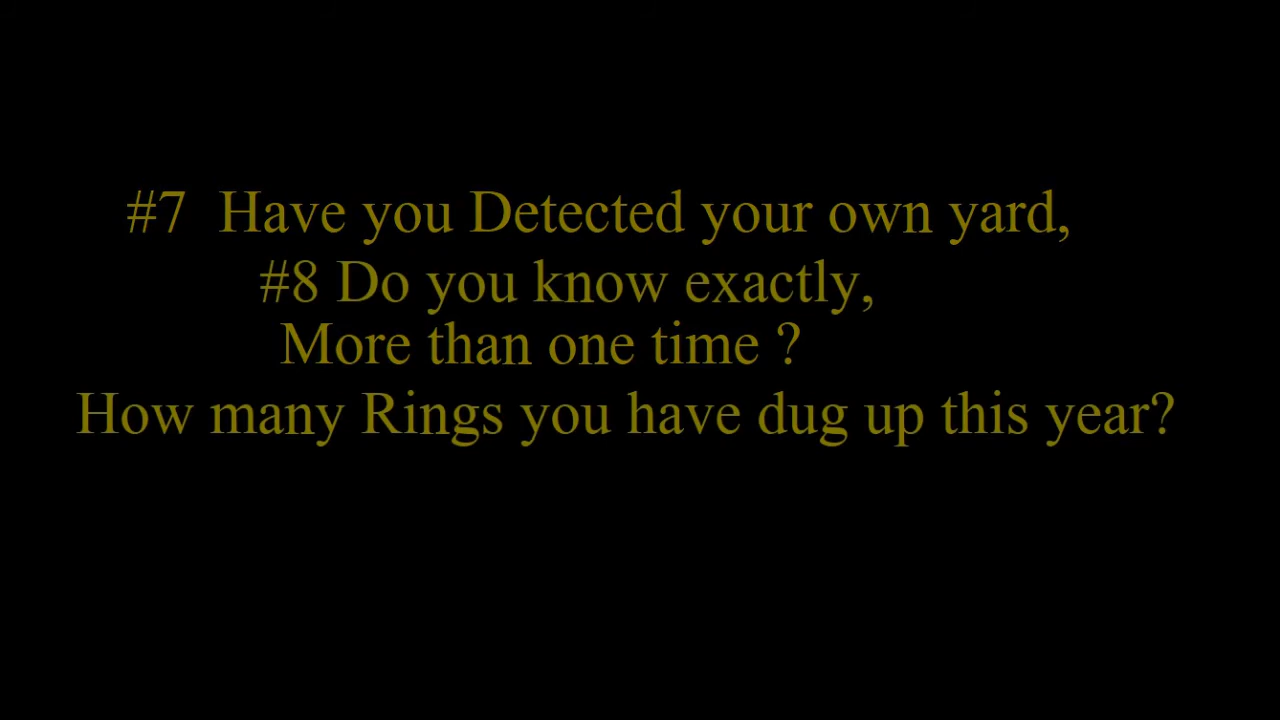 #7  Have you Detected your own yard,
#8 Do you know exactly,
More than one time ?
How many Rings you have dug up this year?